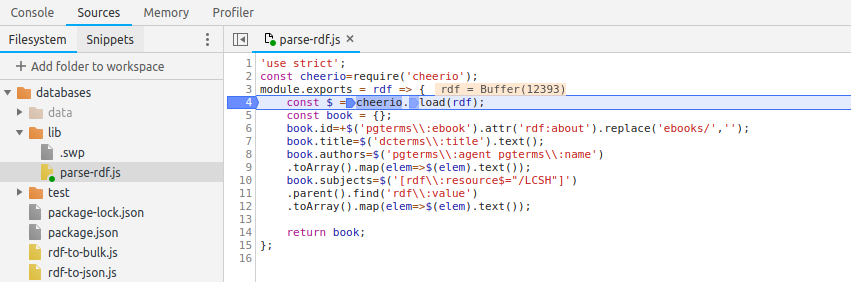 Console Sources Memory Profiler
Filesystem Snippets
parse-rdf.js ×
Add folder to workspace
databases
data
lib
.swp
parse-rdf.js
test
package-lock.json
package.json
rdf-to-bulk.js
rdf-to-json.js
1 'use strict';
2 const cheerio=require('cheerio');
3 module.exports = rdf => { rdf = Buffer(12393)
4 const $ =cheerio.load(rdf);
5 const book = {};
6 book.id=+$('pgterms\\:ebook').attr('rdf:about').replace('ebooks/','');
7 book.title=$('dcterms\\:title').text();
8 book.authors=$('pgterms\\:agent pgterms\\:name')
9 .toArray().map(elem=>$(elem).text());
10 book.subjects=$('[rdf\\:resource$="/LCSH"]')
11 .parent().find('rdf\\:value')
12 .toArray().map(elem=>$(elem).text());
13
14 return book;
15 };
16